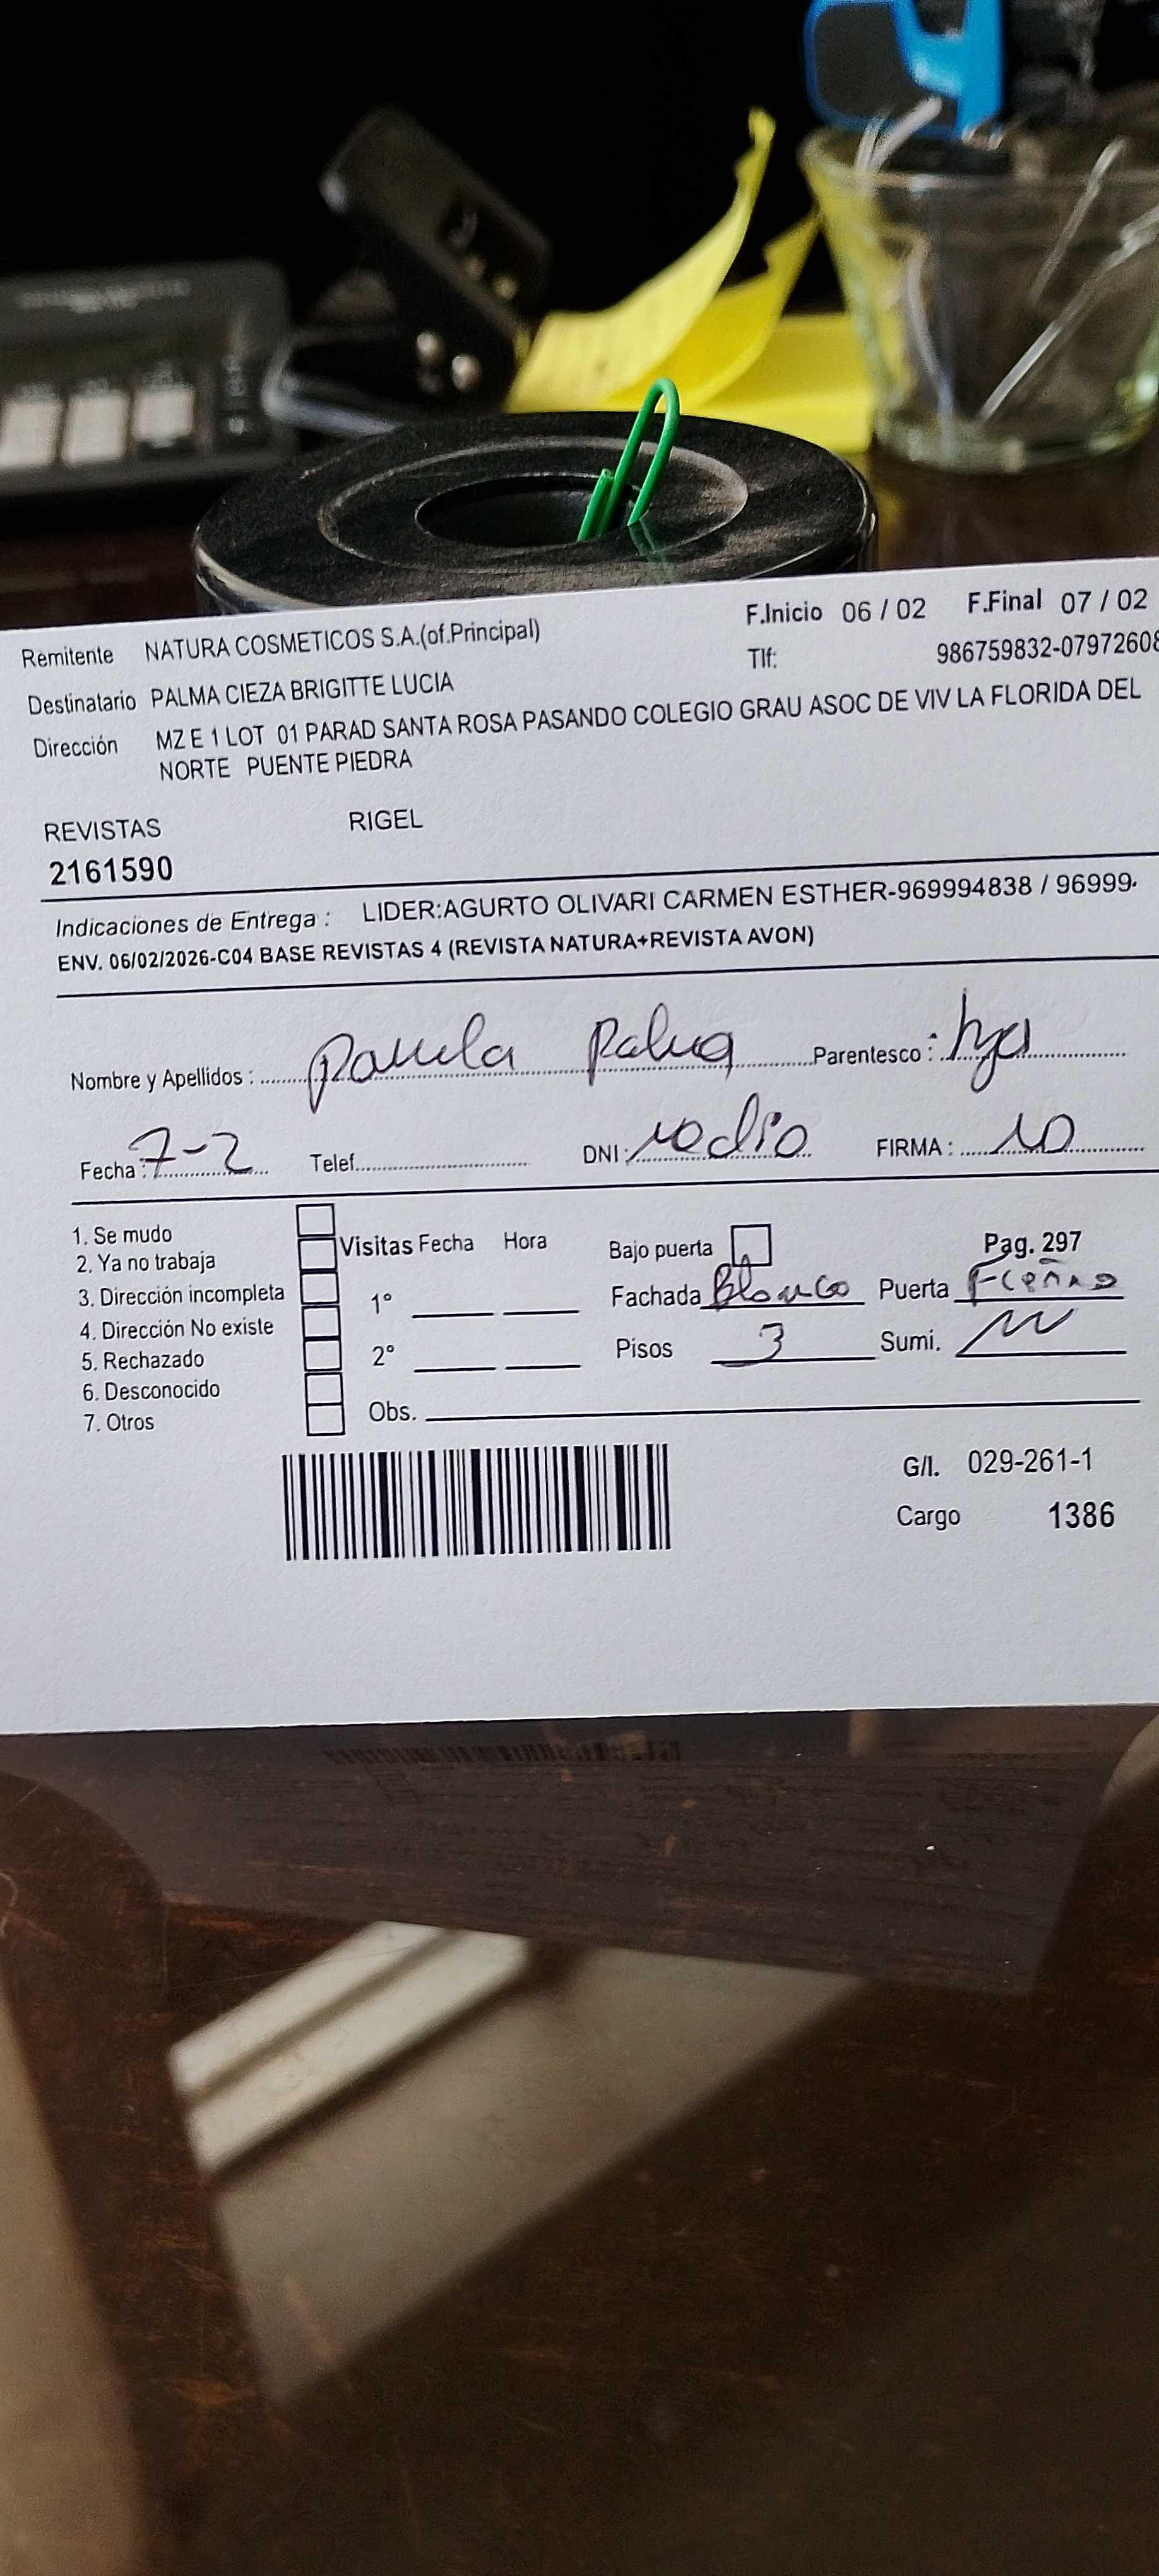 Remitente NATURA COSMETICOS S.A.(of.Principal) F.Inicio 06 / 02 F.Final 07 / 02
Tlf: 986759832-07972608
Destinatario PALMA CIEZA BRIGITTE LUCIA
Dirección MZ E 1 LOT 01 PARAD SANTA ROSA PASANDO COLEGIO GRAU ASOC DE VIV LA FLORIDA DEL
NORTE PUENTE PIEDRA
REVISTAS RIGEL
2161590
Indicaciones de Entrega : LIDER:AGURTO OLIVARI CARMEN ESTHER-969994838 / 96999
ENV. 06/02/2026-C04 BASE REVISTAS 4 (REVISTA NATURA+REVISTA AVON)
Nombre y Apellidos : Pamela Palma Parentesco : hija
Fecha : 7-2 Telef. DNI : no dio FIRMA :
1. Se mudo
2. Ya no trabaja
3. Dirección incompleta
4. Dirección No existe
5. Rechazado
6. Desconocido
7. Otros
Visitas Fecha Hora
1°
2°
Obs.
Bajo puerta Pag. 297
Fachada Blanco Puerta
Pisos 3 Sumi.
G/l. 029-261-1
Cargo 1386